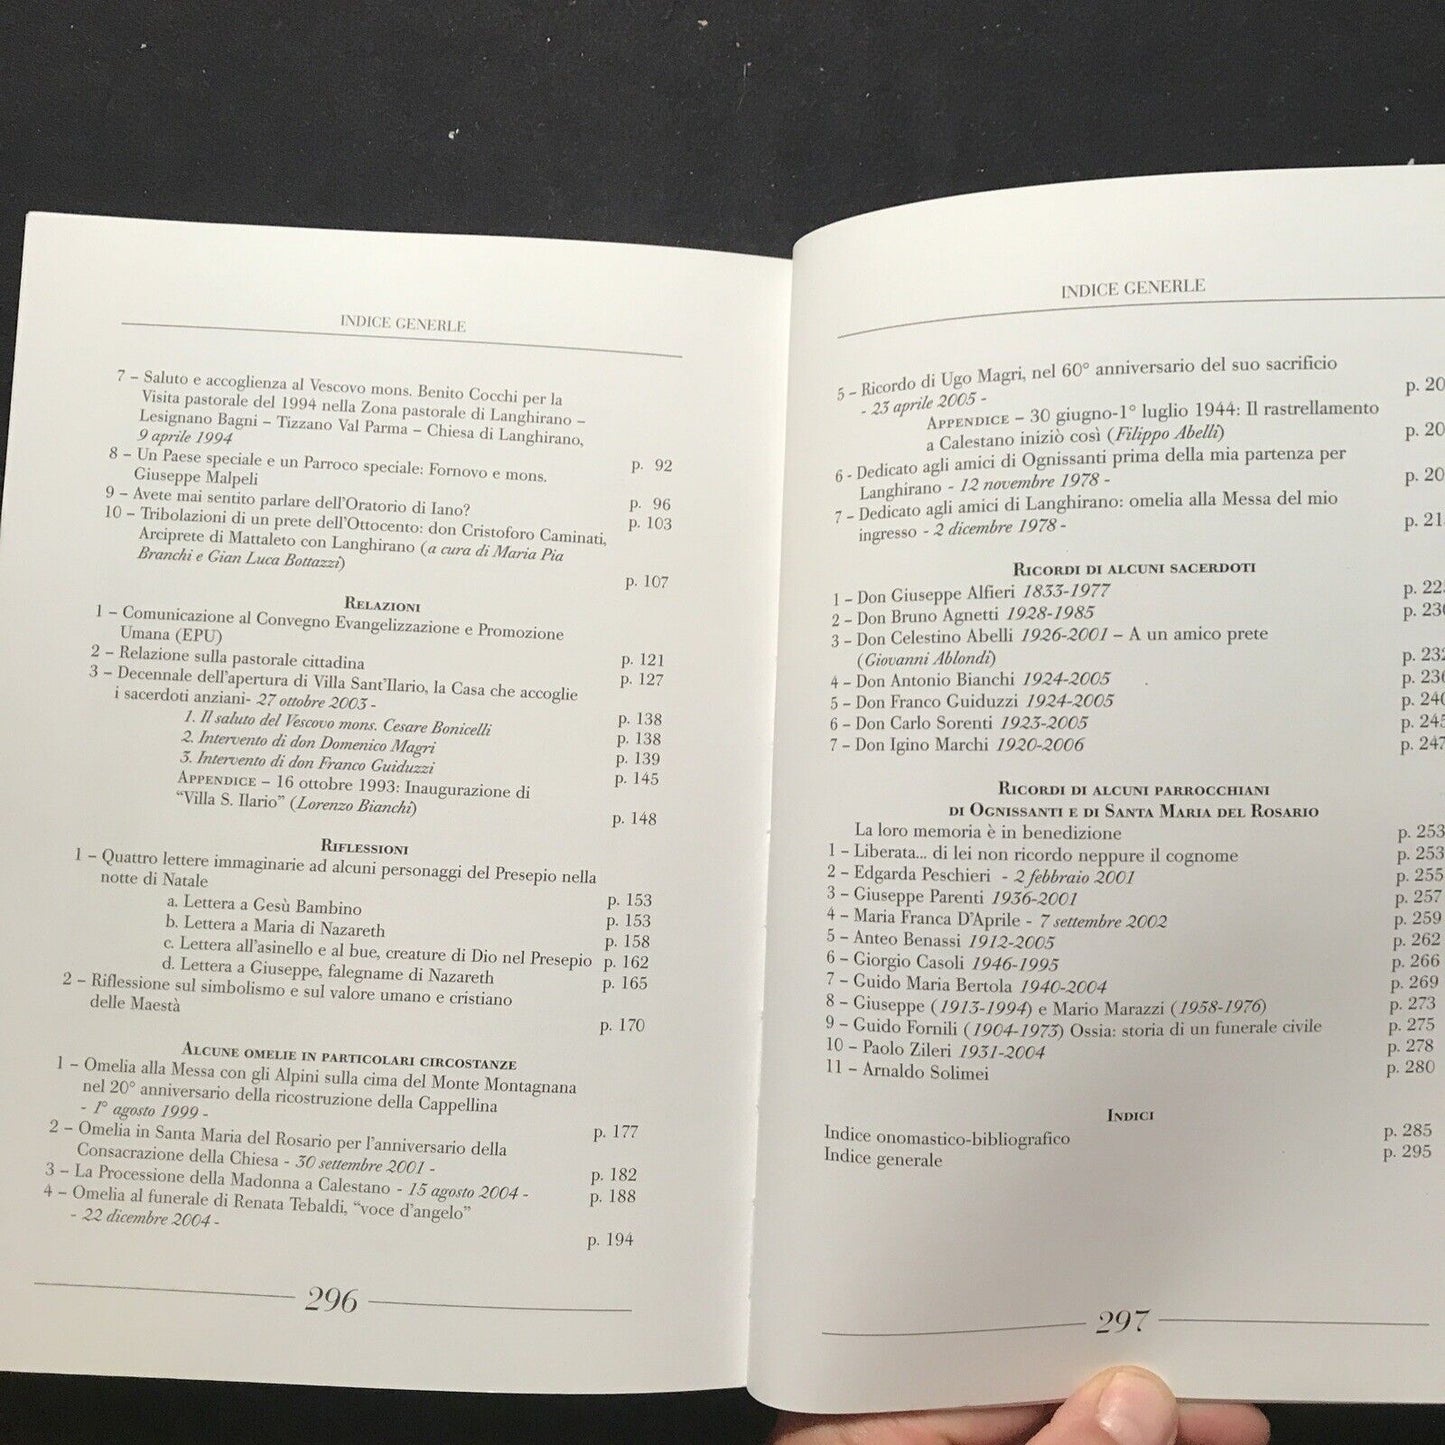 INDICE GENERLE
7 – Saluto e accoglienza al Vescovo mons. Benito Cocchi per la
Visita pastorale del 1994 nella Zona pastorale di Langhirano –
Lesignano Bagni – Tizzano Val Parma – Chiesa di Langhirano,
9 aprile 1994 p. 92
8 – Un Paese speciale e un Parroco speciale: Fornovo e mons.
Giuseppe Malpeli p. 96
9 – Avete mai sentito parlare dell'Oratorio di Iano? p. 103
10 – Tribolazioni di un prete dell'Ottocento: don Cristoforo Caminati,
Arciprete di Mattaleto con Langhirano (a cura di Maria Pia
Branchi e Gian Luca Bottazzi) p. 107
RELAZIONI
1 – Comunicazione al Convegno Evangelizzazione e Promozione
Umana (EPU) p. 121
2 – Relazione sulla pastorale cittadina p. 127
3 – Decennale dell'apertura di Villa Sant'Ilario, la Casa che accoglie
i sacerdoti anziani- 27 ottobre 2003 - p. 138
1. Il saluto del Vescovo mons. Cesare Bonicelli p. 138
2. Intervento di don Domenico Magri p. 139
3. Intervento di don Franco Guiduzzi p. 145
APPENDICE – 16 ottobre 1993: Inaugurazione di
“Villa S. Ilario” (Lorenzo Bianchi) p. 148
RIFLESSIONI
1 – Quattro lettere immaginarie ad alcuni personaggi del Presepio nella
notte di Natale p. 153
a. Lettera a Gesù Bambino p. 153
b. Lettera a Maria di Nazareth p. 158
c. Lettera all'asinello e al bue, creature di Dio nel Presepio p. 162
d. Lettera a Giuseppe, falegname di Nazareth p. 165
2 – Riflessione sul simbolismo e sul valore umano e cristiano
delle Maestà p. 170
ALCUNE OMELIE IN PARTICOLARI CIRCOSTANZE
1 – Omelia alla Messa con gli Alpini sulla cima del Monte Montagnana
nel 20° anniversario della ricostruzione della Cappellina
- 1° agosto 1999 - p. 177
2 – Omelia in Santa Maria del Rosario per l'anniversario della
Consacrazione della Chiesa - 30 settembre 2001 - p. 182
3 – La Processione della Madonna a Calestano - 15 agosto 2004 - p. 188
4 – Omelia al funerale di Renata Tebaldi, “voce d'angelo”
- 22 dicembre 2004 - p. 194
296
INDICE GENERLE
5 – Ricordo di Ugo Magri, nel 60° anniversario del suo sacrificio
- 23 aprile 2005 - p. 20
APPENDICE – 30 giugno-1° luglio 1944: Il rastrellamento
a Calestano iniziò così (Filippo Abelli) p. 20
6 - Dedicato agli amici di Ognissanti prima della mia partenza per
Langhirano - 12 novembre 1978 - p. 20
7 – Dedicato agli amici di Langhirano: omelia alla Messa del mio
ingresso - 2 dicembre 1978 - p. 21
RICORDI DI ALCUNI SACERDOTI
1 – Don Giuseppe Alfieri 1833-1977 p. 225
2 – Don Bruno Agnetti 1928-1985 p. 230
3 – Don Celestino Abelli 1926-2001 – A un amico prete
(Giovanni Ablondi) p. 232
4 – Don Antonio Bianchi 1924-2005 p. 236
5 – Don Franco Guiduzzi 1924-2005 p. 240
6 – Don Carlo Sorenti 1923-2005 p. 245
7 – Don Igino Marchi 1920-2006 p. 247
RICORDI DI ALCUNI PARROCCHIANI
DI OGNISSANTI E DI SANTA MARIA DEL ROSARIO
La loro memoria è in benedizione p. 253
1 – Liberata... di lei non ricordo neppure il cognome p. 253
2 – Edgarda Peschieri - 2 febbraio 2001 p. 255
3 – Giuseppe Parenti 1936-2001 p. 257
4 – Maria Franca D'Aprile - 7 settembre 2002 p. 259
5 – Anteo Benassi 1912-2005 p. 262
6 – Giorgio Casoli 1946-1995 p. 266
7 – Guido Maria Bertola 1940-2004 p. 269
8 – Giuseppe (1913-1994) e Mario Marazzi (1958-1976) p. 273
9 – Guido Fornili (1904-1973) Ossia: storia di un funerale civile p. 275
10 – Paolo Zileri 1931-2004 p. 278
11 – Arnaldo Solimei p. 280
INDICI
Indice onomastico-bibliografico p. 285
Indice generale p. 295
297